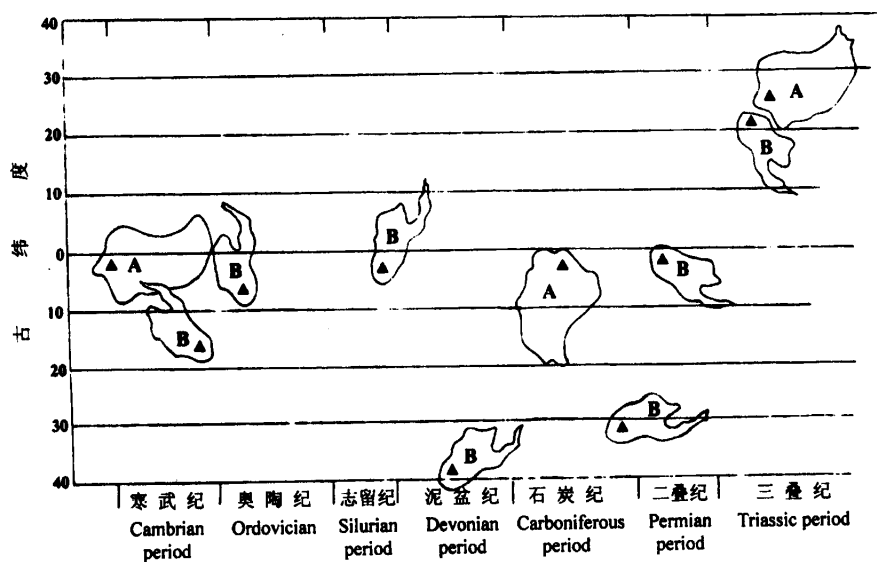 40
30
20
10
0
10
20
30
40
古 纬 度
A
B
B
B
B
A
B
B
A
B
寒 武 纪
奥 陶 纪
志留纪
泥 盆 纪
石 炭 纪
二叠纪
三 叠 纪
Cambrian
period
Ordovician
Silurian
period
Devonian
period
Carboniferous
period
Permian
period
Triassic period